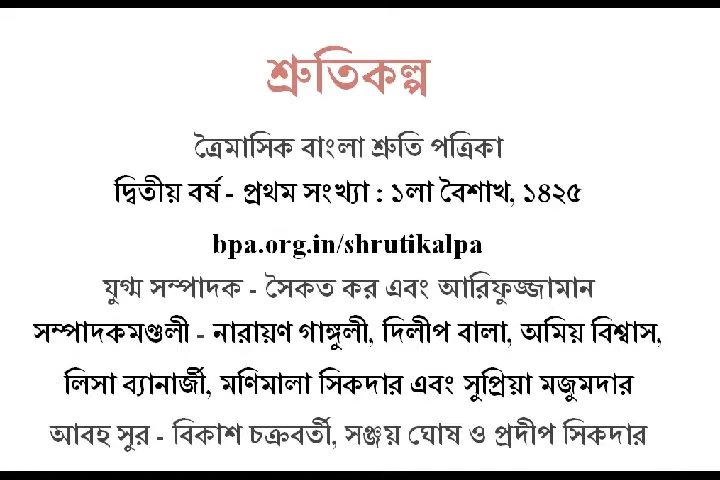 শ্রুতিকল্প
ত্রৈমাসিক বাংলা শ্রুতি পত্রিকা
দ্বিতীয় বর্ষ - প্রথম সংখ্যা : ১লা বৈশাখ, ১৪২৫
bpa.org.in/shrutikalpa
যুগ্ম সম্পাদক - সৈকত কর এবং আরিফুজ্জামান
সম্পাদকমণ্ডলী - নারায়ণ গাঙ্গুলী, দিলীপ বালা, অমিয় বিশ্বাস,
লিসা ব্যানার্জী, মণিমালা সিকদার এবং সুপ্রিয়া মজুমদার
আবহ সুর - বিকাশ চক্রবর্তী, সঞ্জয় ঘোষ ও প্রদীপ সিকদার